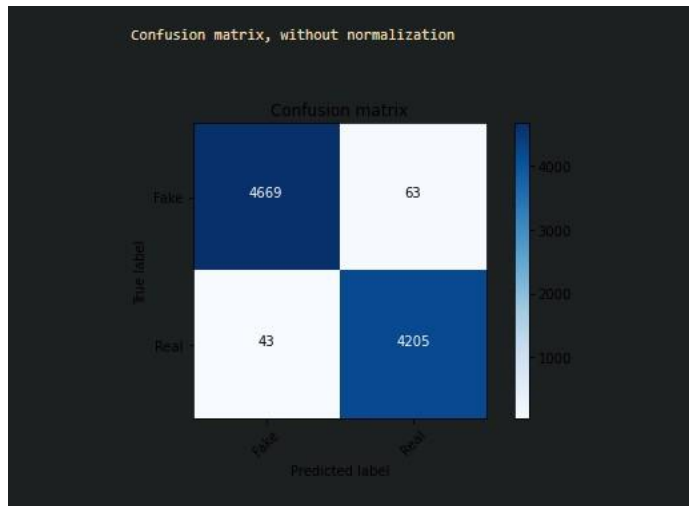 Confusion matrix, without normalization
Confusion matrix
Fake
4669
63
4000
3000
True label
2000
Real
43
4205
1000
Fake
Real
Predicted label